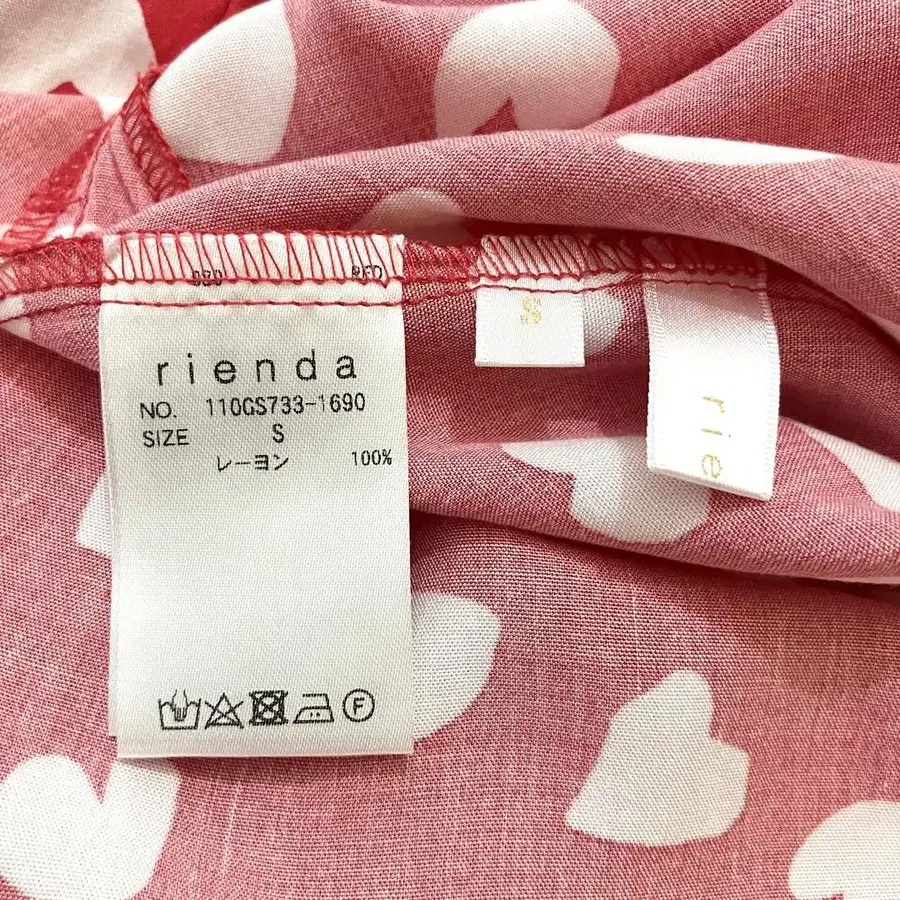 rienda
NO. 110GS733-1690
SIZE S
レーヨン 100%
F
S
rie